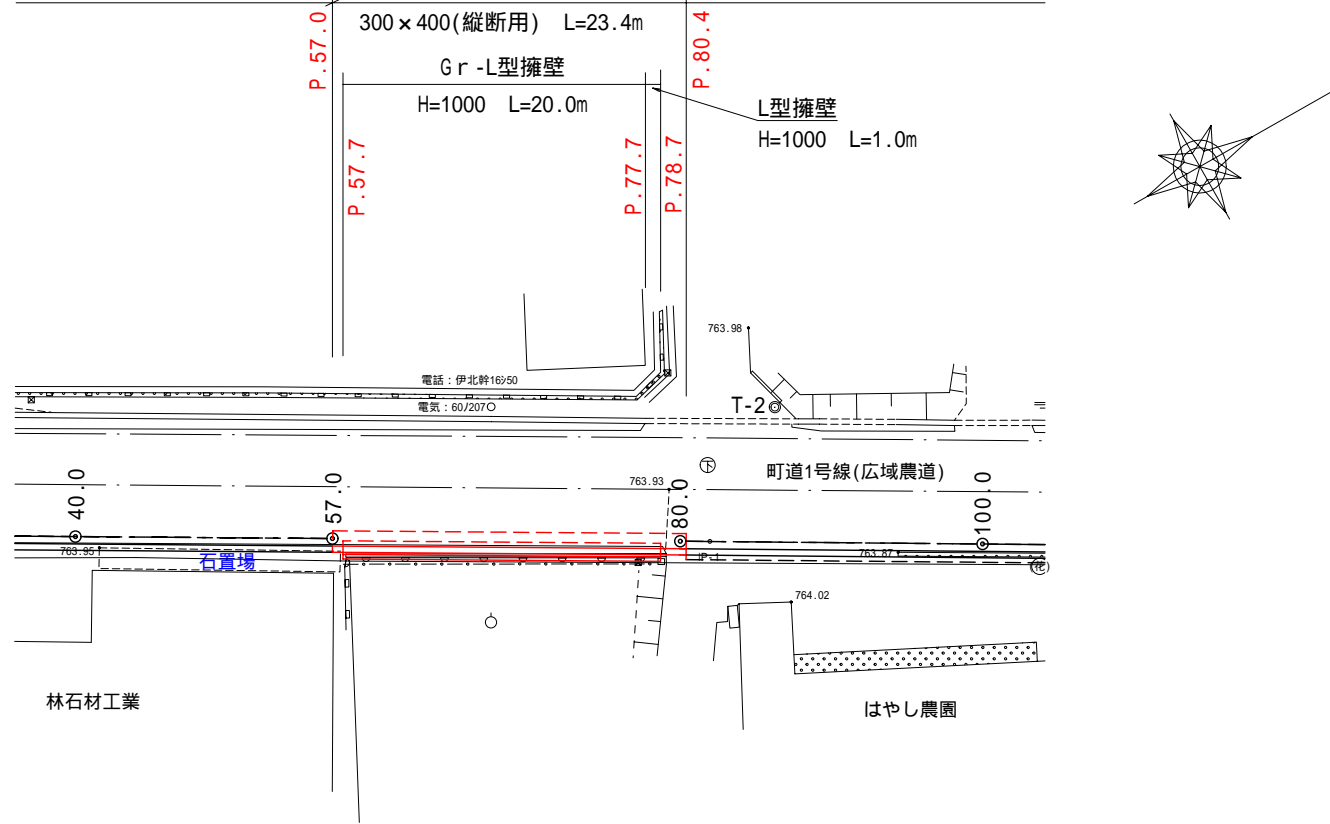 300×400(縦断用) L=23.4m
P.57.0
P.80.4
Gr-L型擁壁
H=1000 L=20.0m
L型擁壁
H=1000 L=1.0m
P.57.7
P.77.7
P.78.7
763.98
電話:伊北幹16ｼ50
電気:60J207O
T-2
下
町道1号線(広域農道)
763.93
40.0
57.0
80.0
100.0
763.95
石置場
IP-1
763.87
764.02
林石材工業
はやし農園